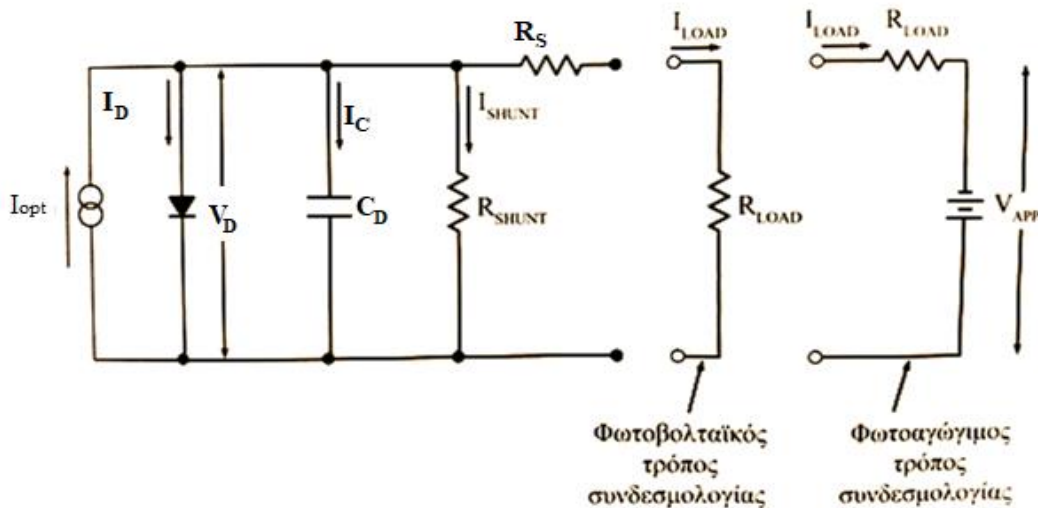 I_D
I_opt
V_D
I_C
C_D
I_SHUNT
R_SHUNT
R_S
I_LOAD
R_LOAD
I_LOAD
R_LOAD
V_APP
Φωτοβολταϊκός
τρόπος
συνδεσμολογίας
Φωτοαγώγιμος
τρόπος
συνδεσμολογίας